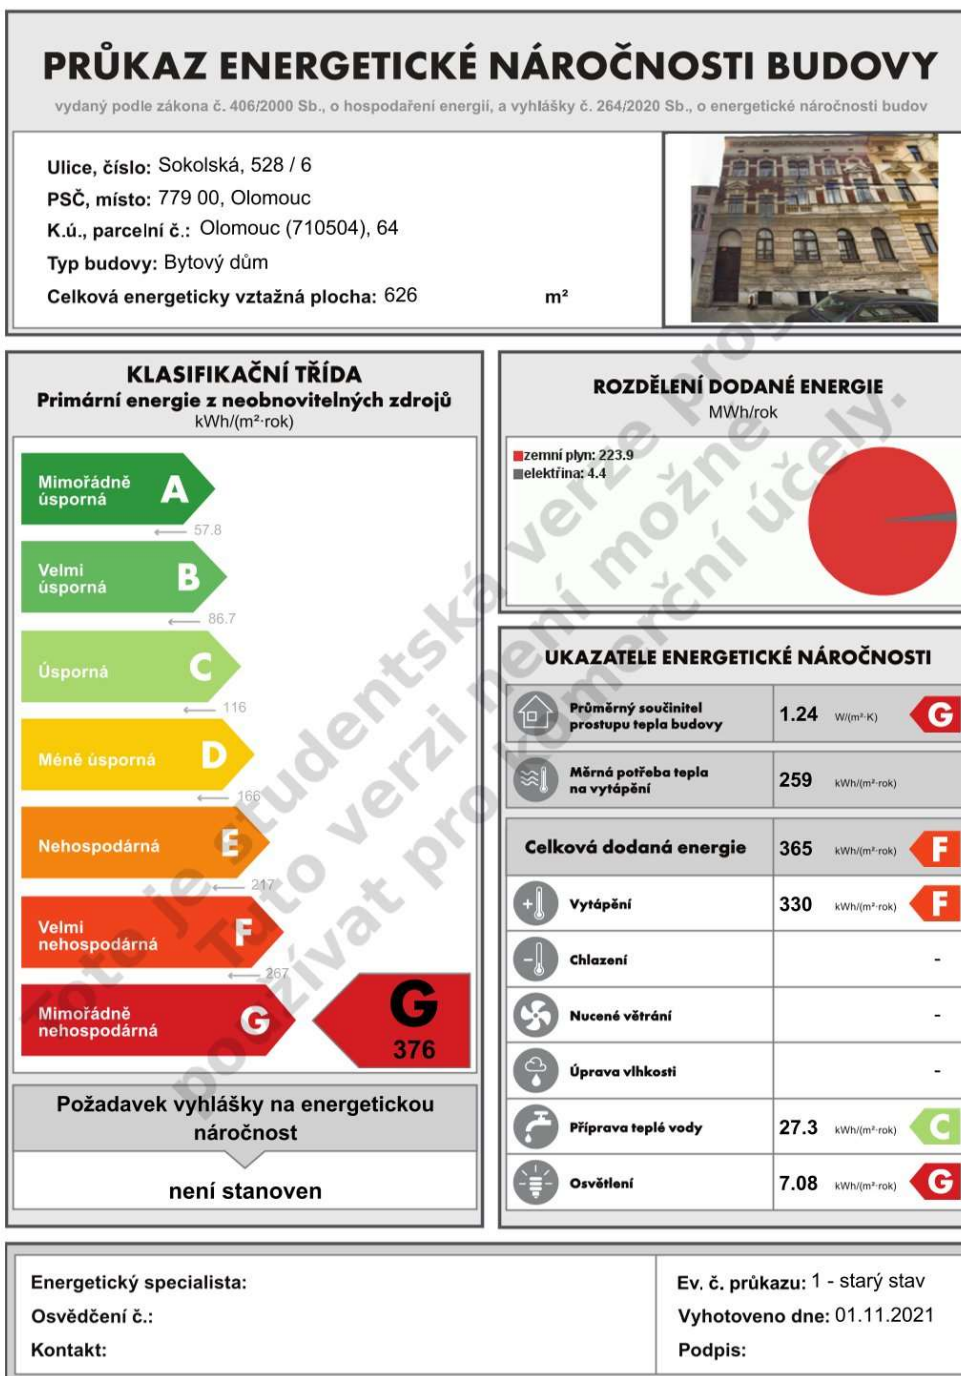 PRŮKAZ ENERGETICKÉ NÁROČNOSTI BUDOVY
vydaný podle zákona č. 406/2000 Sb., o hospodaření energií, a vyhlášky č. 264/2020 Sb., o energetické náročnosti budov
Ulice, číslo: Sokolská, 528 / 6
PSČ, místo: 779 00, Olomouc
K.ú., parcelní č.: Olomouc (710504), 64
Typ budovy: Bytový dům
Celková energeticky vztažná plocha: 626 m²
KLASIFIKAČNÍ TŘÍDA
Primární energie z neobnovitelných zdrojů
kWh/(m²·rok)
Mimořádně úsporná A
57.8
Velmi úsporná B
86.7
Úsporná C
116
Méně úsporná D
166
Nehospodárná E
217
Velmi nehospodárná F
267
Mimořádně nehospodárná G
G
376
Požadavek vyhlášky na energetickou
náročnost
není stanoven
ROZDĚLENÍ DODANÉ ENERGIE
MWh/rok
zemní plyn: 223.9
elektřina: 4.4
UKAZATELE ENERGETICKÉ NÁROČNOSTI
Průměrný součinitel prostupu tepla budovy 1.24 W/(m²·K) G
Měrná potřeba tepla na vytápění 259 kWh/(m²·rok)
Celková dodaná energie 365 kWh/(m²·rok) F
Vytápění 330 kWh/(m²·rok) F
Chlazení -
Nucené větrání -
Úprava vlhkosti -
Příprava teplé vody 27.3 kWh/(m²·rok) C
Osvětlení 7.08 kWh/(m²·rok) G
Energetický specialista:
Osvědčení č.:
Kontakt:
Ev. č. průkazu: 1 - starý stav
Vyhotoveno dne: 01.11.2021
Podpis:
Toto je studentská verze
Tuto verzi není možné
používat pro komerční účely.